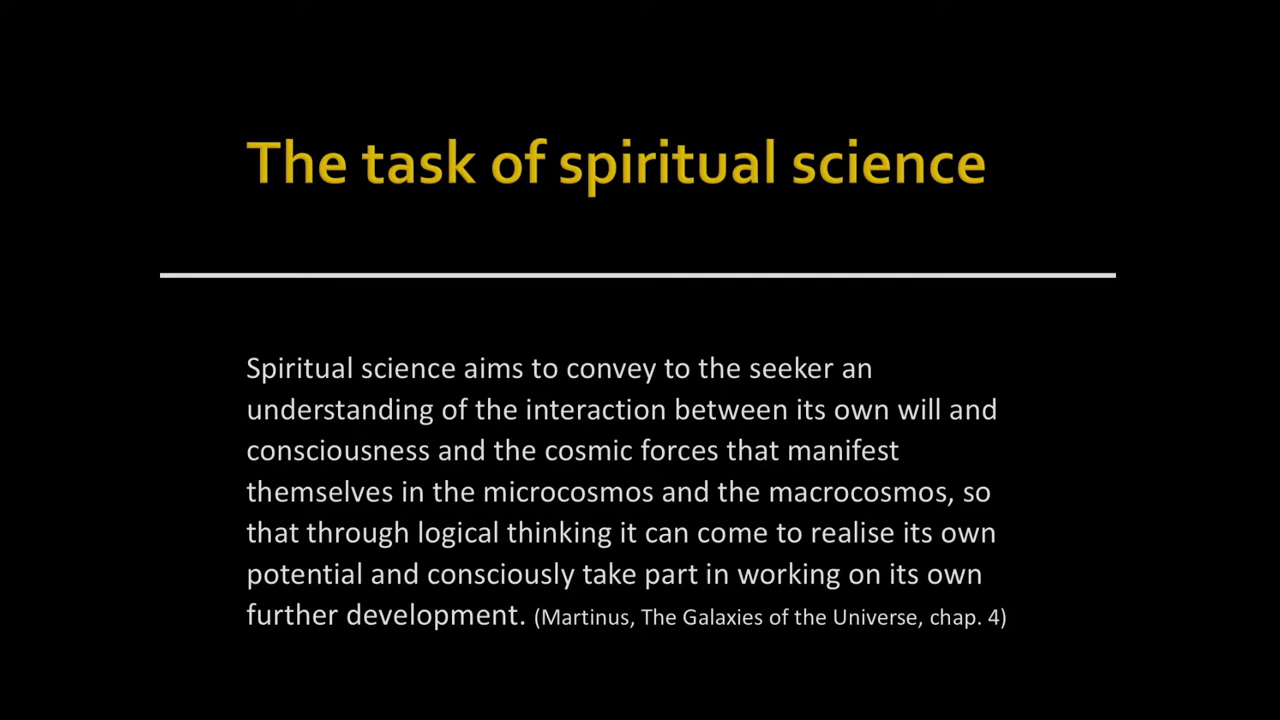 The task of spiritual science
Spiritual science aims to convey to the seeker an
understanding of the interaction between its own will and
consciousness and the cosmic forces that manifest
themselves in the microcosmos and the macrocosmos, so
that through logical thinking it can come to realise its own
potential and consciously take part in working on its own
further development. (Martinus, The Galaxies of the Universe, chap. 4)